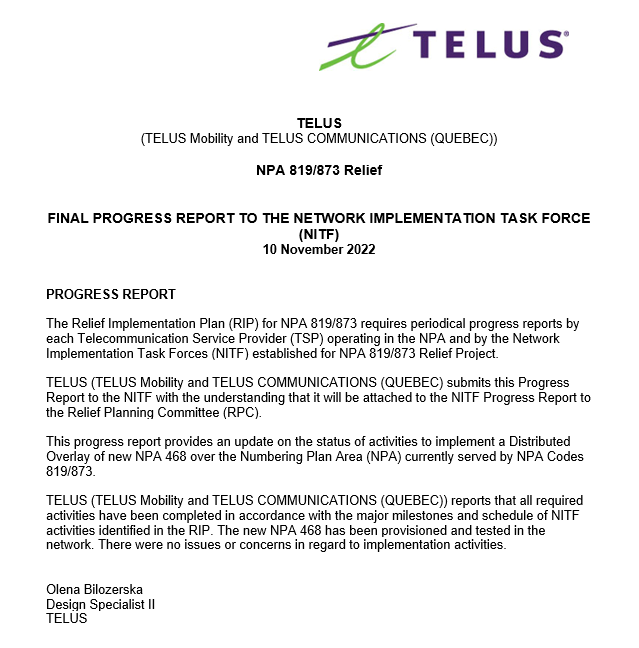 TELUS®
TELUS
(TELUS Mobility and TELUS COMMUNICATIONS (QUEBEC))
NPA 819/873 Relief
FINAL PROGRESS REPORT TO THE NETWORK IMPLEMENTATION TASK FORCE
(NITF)
10 November 2022
PROGRESS REPORT
The Relief Implementation Plan (RIP) for NPA 819/873 requires periodical progress reports by
each Telecommunication Service Provider (TSP) operating in the NPA and by the Network
Implementation Task Forces (NITF) established for NPA 819/873 Relief Project.
TELUS (TELUS Mobility and TELUS COMMUNICATIONS (QUEBEC) submits this Progress
Report to the NITF with the understanding that it will be attached to the NITF Progress Report to
the Relief Planning Committee (RPC).
This progress report provides an update on the status of activities to implement a Distributed
Overlay of new NPA 468 over the Numbering Plan Area (NPA) currently served by NPA Codes
819/873.
TELUS (TELUS Mobility and TELUS COMMUNICATIONS (QUEBEC)) reports that all required
activities have been completed in accordance with the major milestones and schedule of NITF
activities identified in the RIP. The new NPA 468 has been provisioned and tested in the
network. There were no issues or concerns in regard to implementation activities.
Olena Bilozerska
Design Specialist II
TELUS